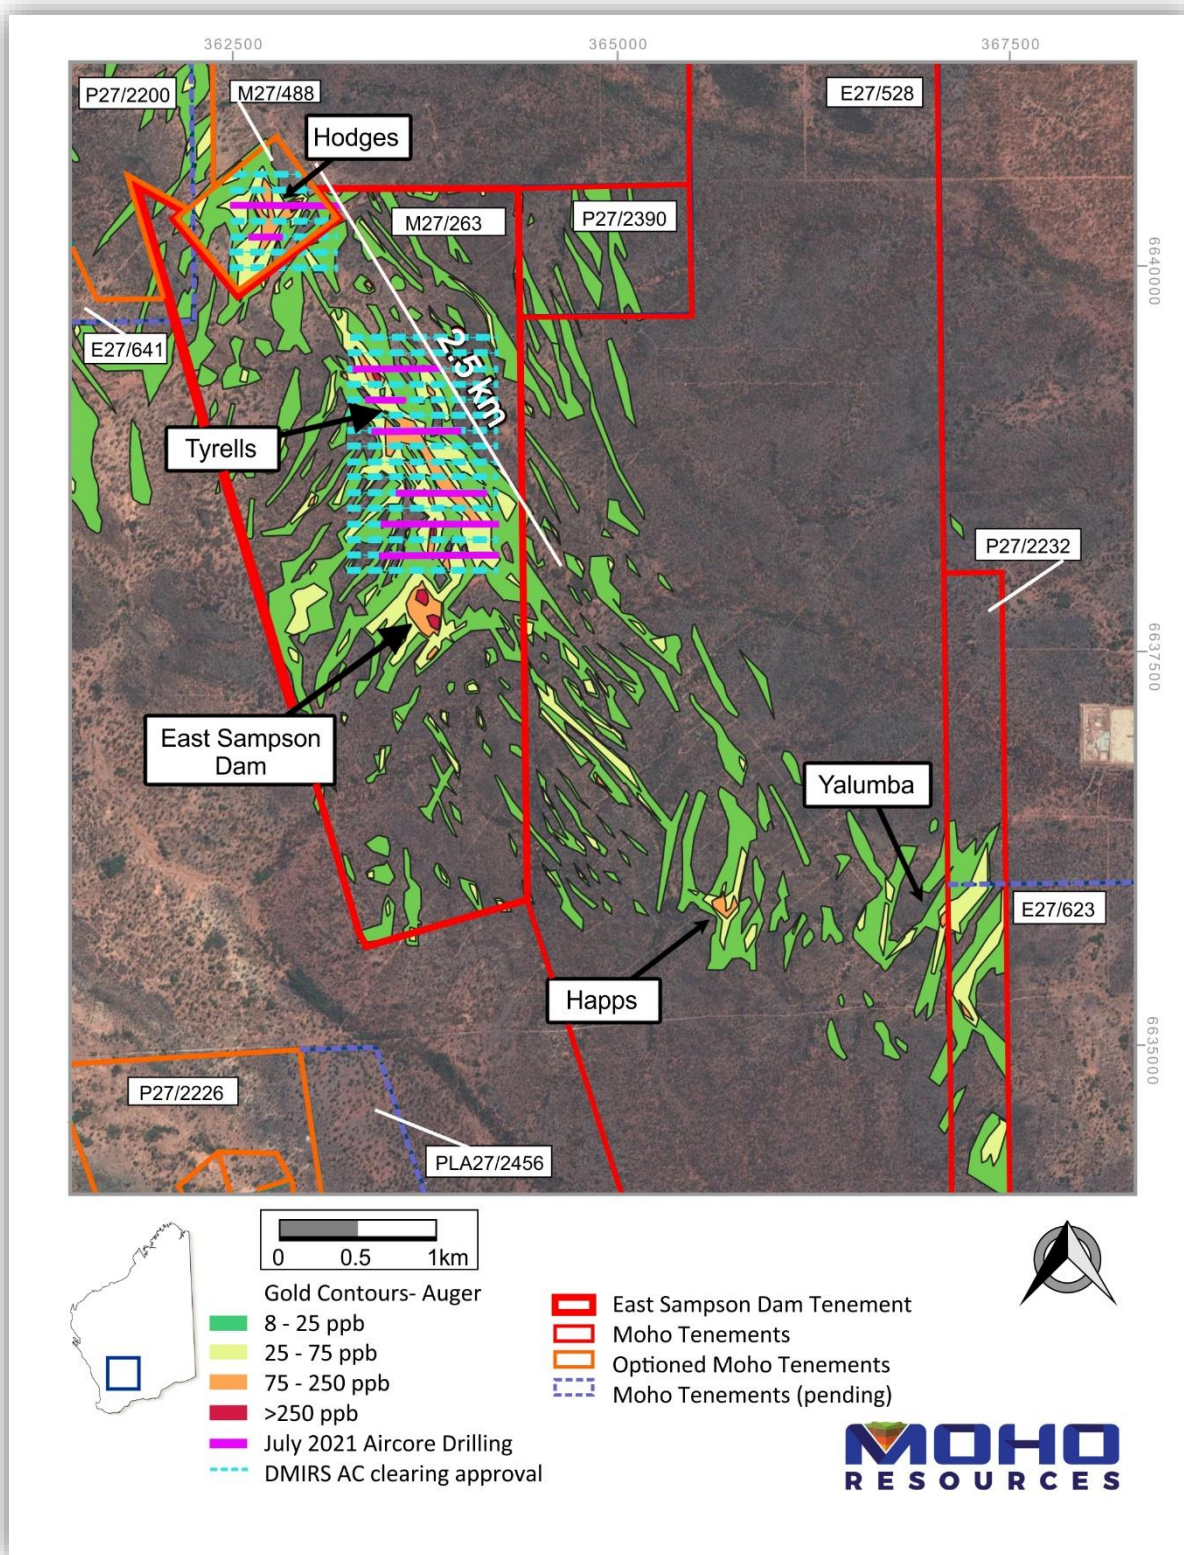 362500
365000
367500
P27/2200
M27/488
E27/528
Hodges
M27/263
P27/2390
6640000
E27/641
2.5 km
Tyrells
P27/2232
6637500
East Sampson
Dam
Yalumba
E27/623
Happs
6635000
P27/2226
PLA27/2456
0 0.5 1km
Gold Contours- Auger
8 - 25 ppb
25 - 75 ppb
75 - 250 ppb
>250 ppb
July 2021 Aircore Drilling
DMIRS AC clearing approval
East Sampson Dam Tenement
Moho Tenements
Optioned Moho Tenements
Moho Tenements (pending)
MOHO
RESOURCES